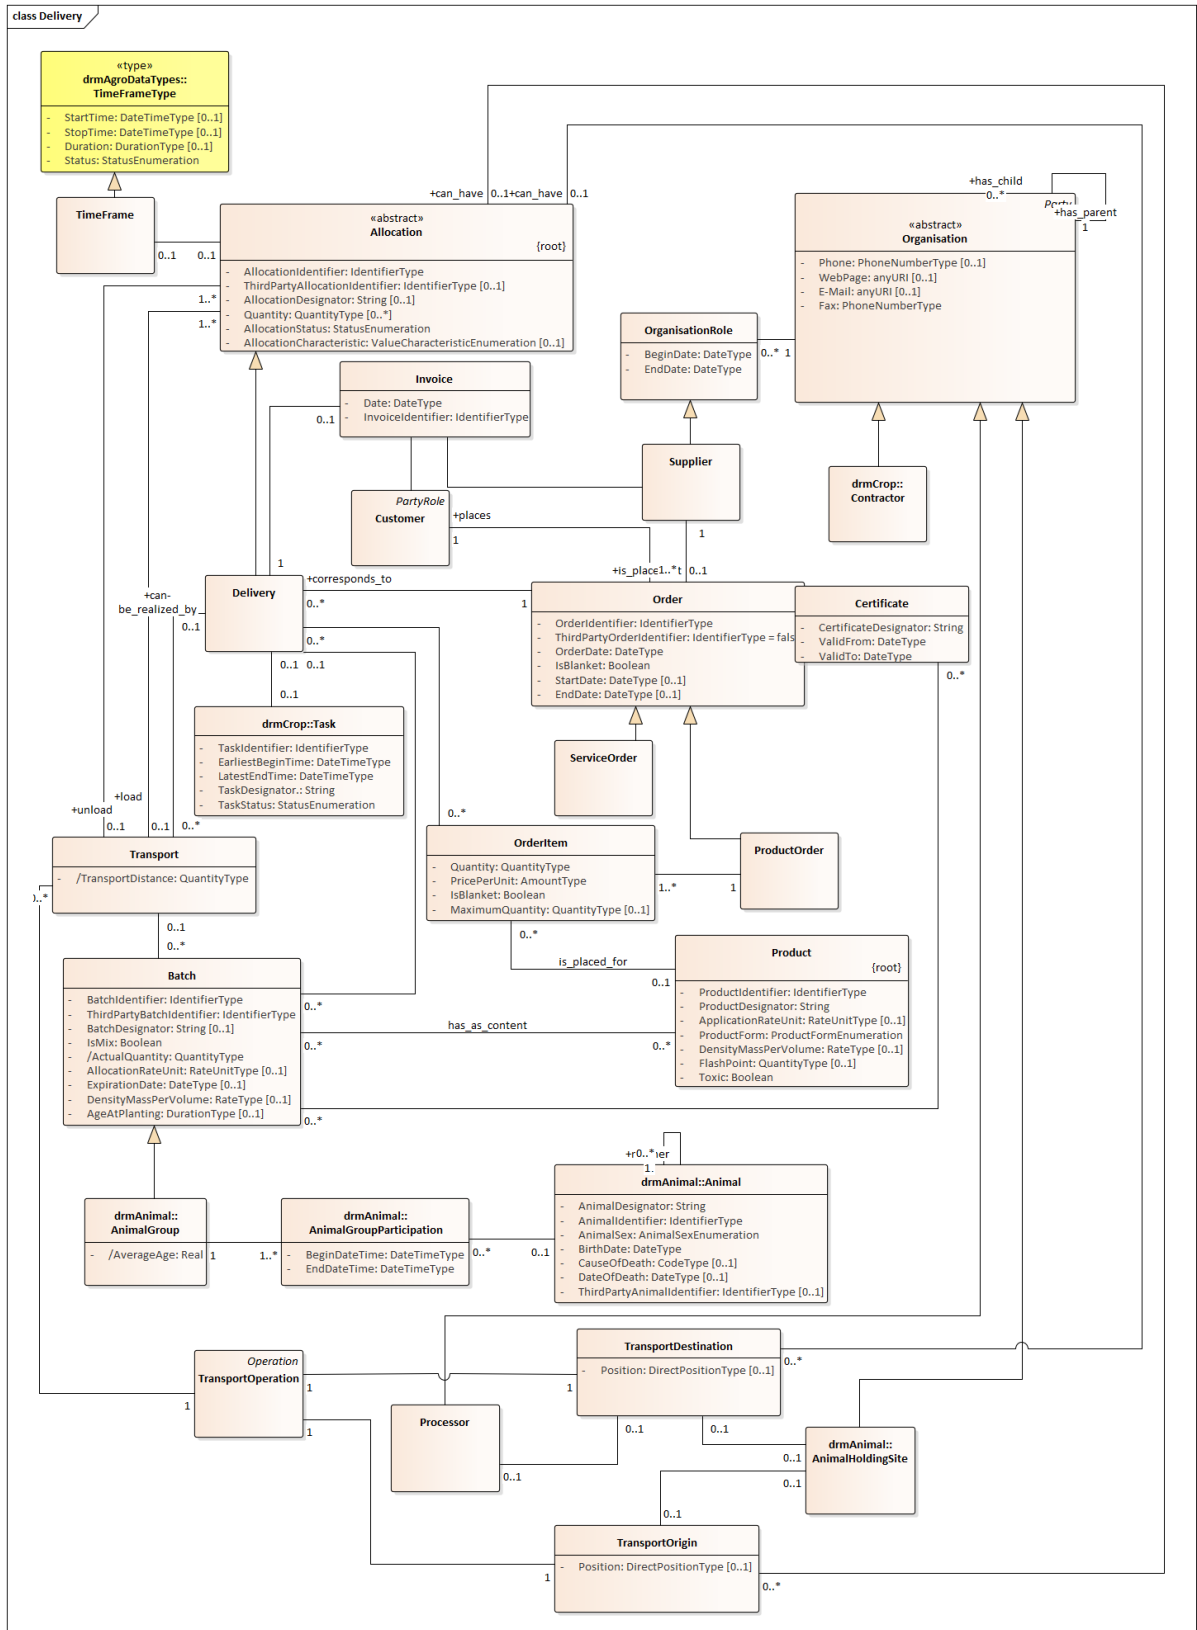 class Delivery
«type»
drmAgroDataTypes::
TimeFrameType
- StartTime: DateTimeType [0..1]
- StopTime: DateTimeType [0..1]
- Duration: DurationType [0..1]
- Status: StatusEnumeration
TimeFrame
0..1
0..1
+can_have 0..1
+can_have 0..1
«abstract»
Allocation
{root}
- AllocationIdentifier: IdentifierType
- ThirdPartyAllocationIdentifier: IdentifierType [0..1]
- AllocationDesignator: String [0..1]
- Quantity: QuantityType [0..*]
- AllocationStatus: StatusEnumeration
- AllocationCharacteristic: ValueCharacteristicEnumeration [0..1]
1..*
1..*
+has_child
0..*
+has_parent
1
«abstract»
Organisation
- Phone: PhoneNumberType [0..1]
- WebPage: anyURI [0..1]
- E-Mail: anyURI [0..1]
- Fax: PhoneNumberType
OrganisationRole
- BeginDate: DateType
- EndDate: DateType
0..* 1
Invoice
- Date: DateType
- InvoiceIdentifier: IdentifierType
0..1
Supplier
1
drmCrop::
Contractor
PartyRole
Customer
+places
1
1..*
0..1
Delivery
1
+corresponds_to
0..*
1
+can-
be_realized_by
0..1
0..*
0..1
0..1
0..1
Order
- OrderIdentifier: IdentifierType
- ThirdPartyOrderIdentifier: IdentifierType = fals
- OrderDate: DateType
- IsBlanket: Boolean
- StartDate: DateType [0..1]
- EndDate: DateType [0..1]
Certificate
- CertificateDesignator: String
- ValidFrom: DateType
- ValidTo: DateType
0..*
drmCrop::Task
- TaskIdentifier: IdentifierType
- EarliestBeginTime: DateTimeType
- LatestEndTime: DateTimeType
- TaskDesignator.: String
- TaskStatus: StatusEnumeration
ServiceOrder
+load
+unload
0..1
0..1
0..*
0..*
OrderItem
- Quantity: QuantityType
- PricePerUnit: AmountType
- IsBlanket: Boolean
- MaximumQuantity: QuantityType [0..1]
1..*
1
ProductOrder
Transport
- /TransportDistance: QuantityType
0..1
0..*
0..*
is_placed_for
0..1
Product
{root}
- ProductIdentifier: IdentifierType
- ProductDesignator: String
- ApplicationRateUnit: RateUnitType [0..1]
- ProductForm: ProductFormEnumeration
- DensityMassPerVolume: RateType [0..1]
- FlashPoint: QuantityType [0..1]
- Toxic: Boolean
Batch
- BatchIdentifier: IdentifierType
- ThirdPartyBatchIdentifier: IdentifierType
- BatchDesignator: String [0..1]
- IsMix: Boolean
- /ActualQuantity: QuantityType
- AllocationRateUnit: RateUnitType [0..1]
- ExpirationDate: DateType [0..1]
- DensityMassPerVolume: RateType [0..1]
- AgeAtPlanting: DurationType [0..1]
0..*
has_as_content
0..*
0..*
0..*
drmAnimal::
AnimalGroup
- /AverageAge: Real
1
1..*
drmAnimal::
AnimalGroupParticipation
- BeginDateTime: DateTimeType
- EndDateTime: DateTimeType
0..*
0..1
0..*
1
drmAnimal::Animal
- AnimalDesignator: String
- AnimalIdentifier: IdentifierType
- AnimalSex: AnimalSexEnumeration
- BirthDate: DateType
- CauseOfDeath: CodeType [0..1]
- DateOfDeath: DateType [0..1]
- ThirdPartyAnimalIdentifier: IdentifierType [0..1]
Operation
TransportOperation
1
1
1
1
TransportDestination
- Position: DirectPositionType [0..1]
0..*
0..1
0..1
Processor
0..1
drmAnimal::
AnimalHoldingSite
0..1
0..1
0..1
TransportOrigin
- Position: DirectPositionType [0..1]
1
0..*